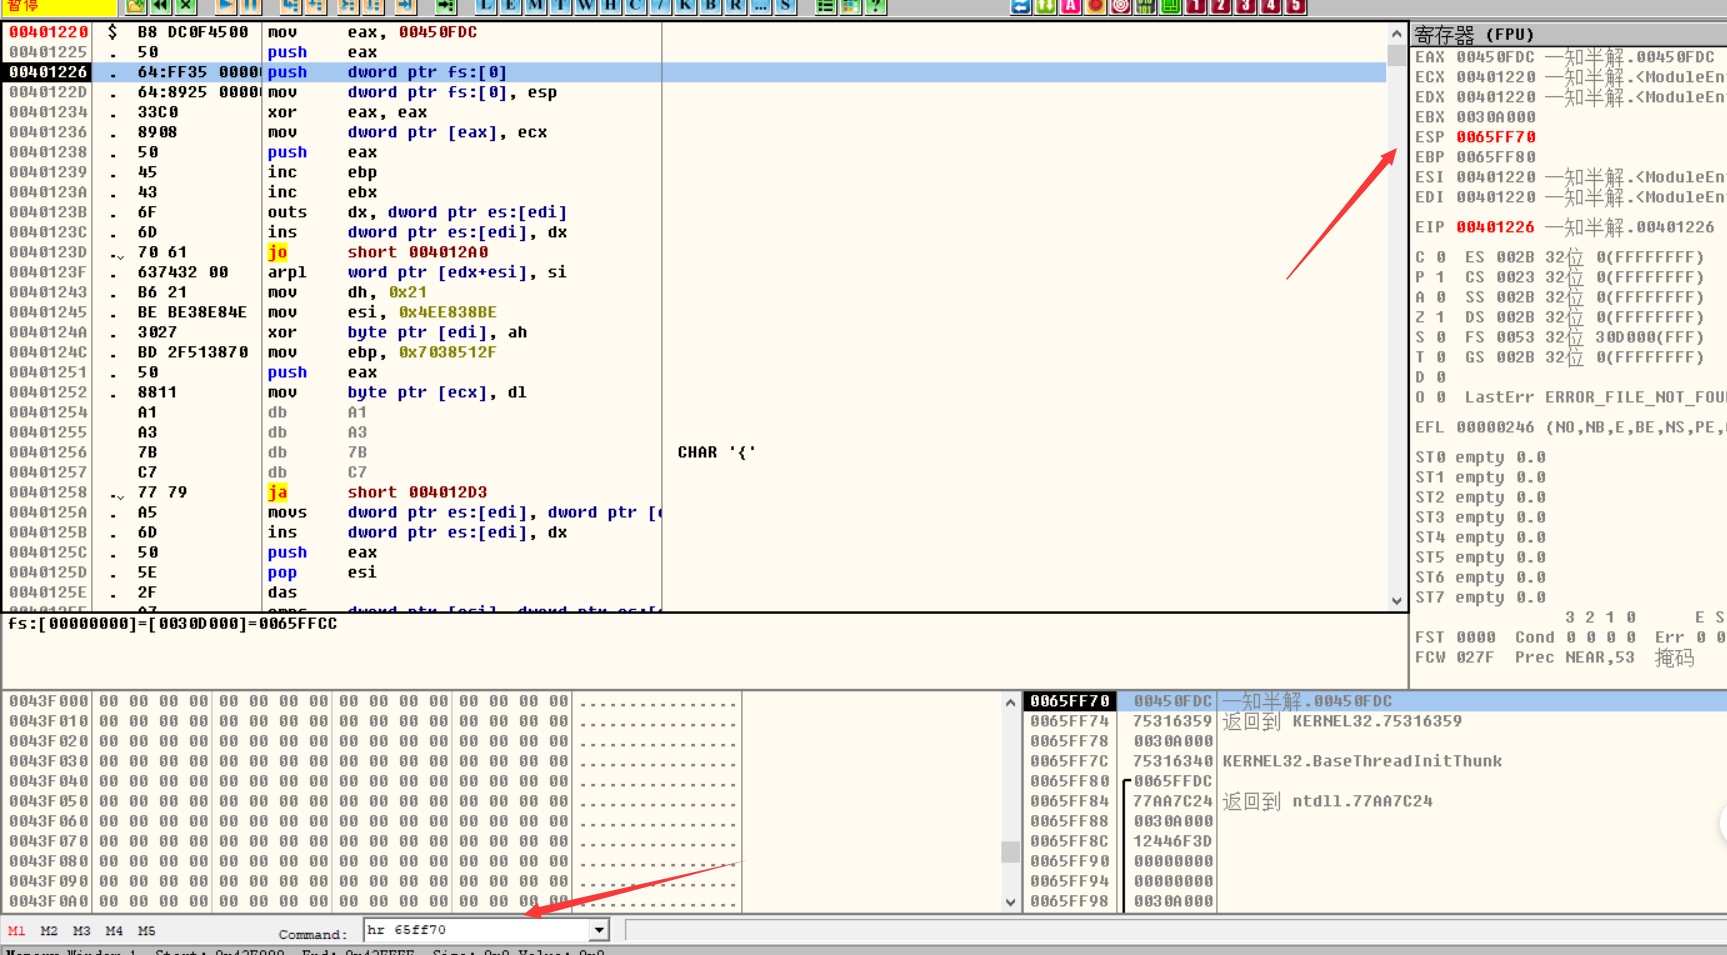 暂停
L E M T W H C / K B R ... S
A
1 2 3 4 5
00401220 $ B8 DC0F4500 mov eax, 00450FDC
00401225 . 50 push eax
00401226 . 64:FF35 0000 push dword ptr fs:[0]
0040122D . 64:8925 0000 mov dword ptr fs:[0], esp
00401234 . 33C0 xor eax, eax
00401236 . 8908 mov dword ptr [eax], ecx
00401238 . 50 push eax
00401239 . 45 inc ebp
0040123A . 43 inc ebx
0040123B . 6F outs dx, dword ptr es:[edi]
0040123C . 6D ins dword ptr es:[edi], dx
0040123D . 70 61 jo short 004012A0
0040123F . 637432 00 arpl word ptr [edx+esi], si
00401243 . B6 21 mov dh, 0x21
00401245 . BE BE38E84E mov esi, 0x4EE838BE
0040124A . 3027 xor byte ptr [edi], ah
0040124C . BD 2F513870 mov ebp, 0x7038512F
00401251 . 50 push eax
00401252 . 8811 mov byte ptr [ecx], dl
00401254 A1 db A1
00401255 A3 db A3
00401256 7B db 7B CHAR '{'
00401257 C7 db C7
00401258 . 77 79 ja short 004012D3
0040125A . A5 movs dword ptr es:[edi], dword ptr [
0040125B . 6D ins dword ptr es:[edi], dx
0040125C . 50 push eax
0040125D . 5E pop esi
0040125E . 2F das
fs:[00000000]=[0030D000]=0065FFCC
寄存器 (FPU)
EAX 00450FDC 一知半解.00450FDC
ECX 00401220 一知半解.<ModuleEn
EDX 00401220 一知半解.<ModuleEn
EBX 0030A000
ESP 0065FF70
EBP 0065FF80
ESI 00401220 一知半解.<ModuleEn
EDI 00401220 一知半解.<ModuleEn
EIP 00401226 一知半解.00401226
C 0 ES 002B 32位 0(FFFFFFFF)
P 1 CS 0023 32位 0(FFFFFFFF)
A 0 SS 002B 32位 0(FFFFFFFF)
Z 1 DS 002B 32位 0(FFFFFFFF)
S 0 FS 0053 32位 30D000(FFF)
T 0 GS 002B 32位 0(FFFFFFFF)
D 0
O 0 LastErr ERROR_FILE_NOT_FOU
EFL 00000246 (NO,NB,E,BE,NS,PE,
ST0 empty 0.0
ST1 empty 0.0
ST2 empty 0.0
ST3 empty 0.0
ST4 empty 0.0
ST5 empty 0.0
ST6 empty 0.0
ST7 empty 0.0
3 2 1 0 E S
FST 0000 Cond 0 0 0 0 Err 0 0
FCW 027F Prec NEAR,53 掩码
0043F000 00 00 00 00 00 00 00 00 00 00 00 00 00 00 00 00 ................
0043F010 00 00 00 00 00 00 00 00 00 00 00 00 00 00 00 00 ................
0043F020 00 00 00 00 00 00 00 00 00 00 00 00 00 00 00 00 ................
0043F030 00 00 00 00 00 00 00 00 00 00 00 00 00 00 00 00 ................
0043F040 00 00 00 00 00 00 00 00 00 00 00 00 00 00 00 00 ................
0043F050 00 00 00 00 00 00 00 00 00 00 00 00 00 00 00 00 ................
0043F060 00 00 00 00 00 00 00 00 00 00 00 00 00 00 00 00 ................
0043F070 00 00 00 00 00 00 00 00 00 00 00 00 00 00 00 00 ................
0043F080 00 00 00 00 00 00 00 00 00 00 00 00 00 00 00 00 ................
0043F090 00 00 00 00 00 00 00 00 00 00 00 00 00 00 00 00 ................
0043F0A0 00 00 00 00 00 00 00 00 00 00 00 00 00 00 00 00 ................
0065FF70 00450FDC 一知半解.00450FDC
0065FF74 75316359 返回到 KERNEL32.75316359
0065FF78 0030A000
0065FF7C 75316340 KERNEL32.BaseThreadInitThunk
0065FF80 0065FFDC
0065FF84 77AA7C24 返回到 ntdll.77AA7C24
0065FF88 0030A000
0065FF8C 12446F3D
0065FF90 00000000
0065FF94 00000000
0065FF98 0030A000
M1 M2 M3 M4 M5 Command: hr 65ff70